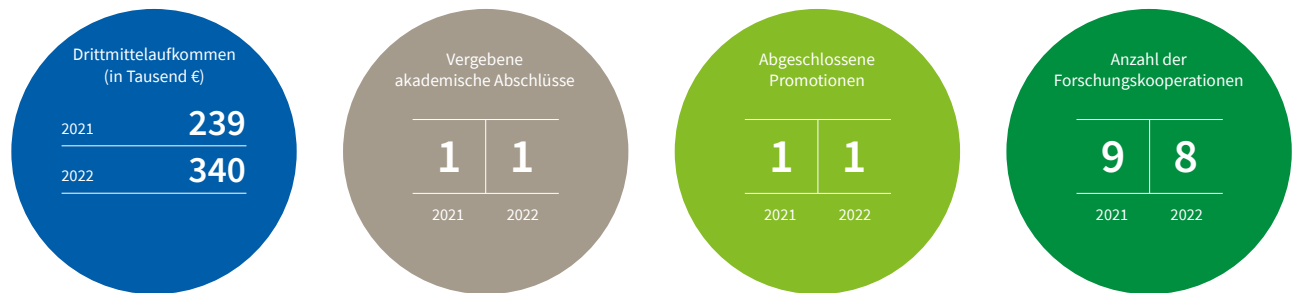 Drittmittelaufkommen
(in Tausend €)
2021 239
2022 340
Vergebene
akademische Abschlüsse
1 1
2021 2022
Abgeschlossene
Promotionen
1 1
2021 2022
Anzahl der
Forschungskooperationen
9 8
2021 2022